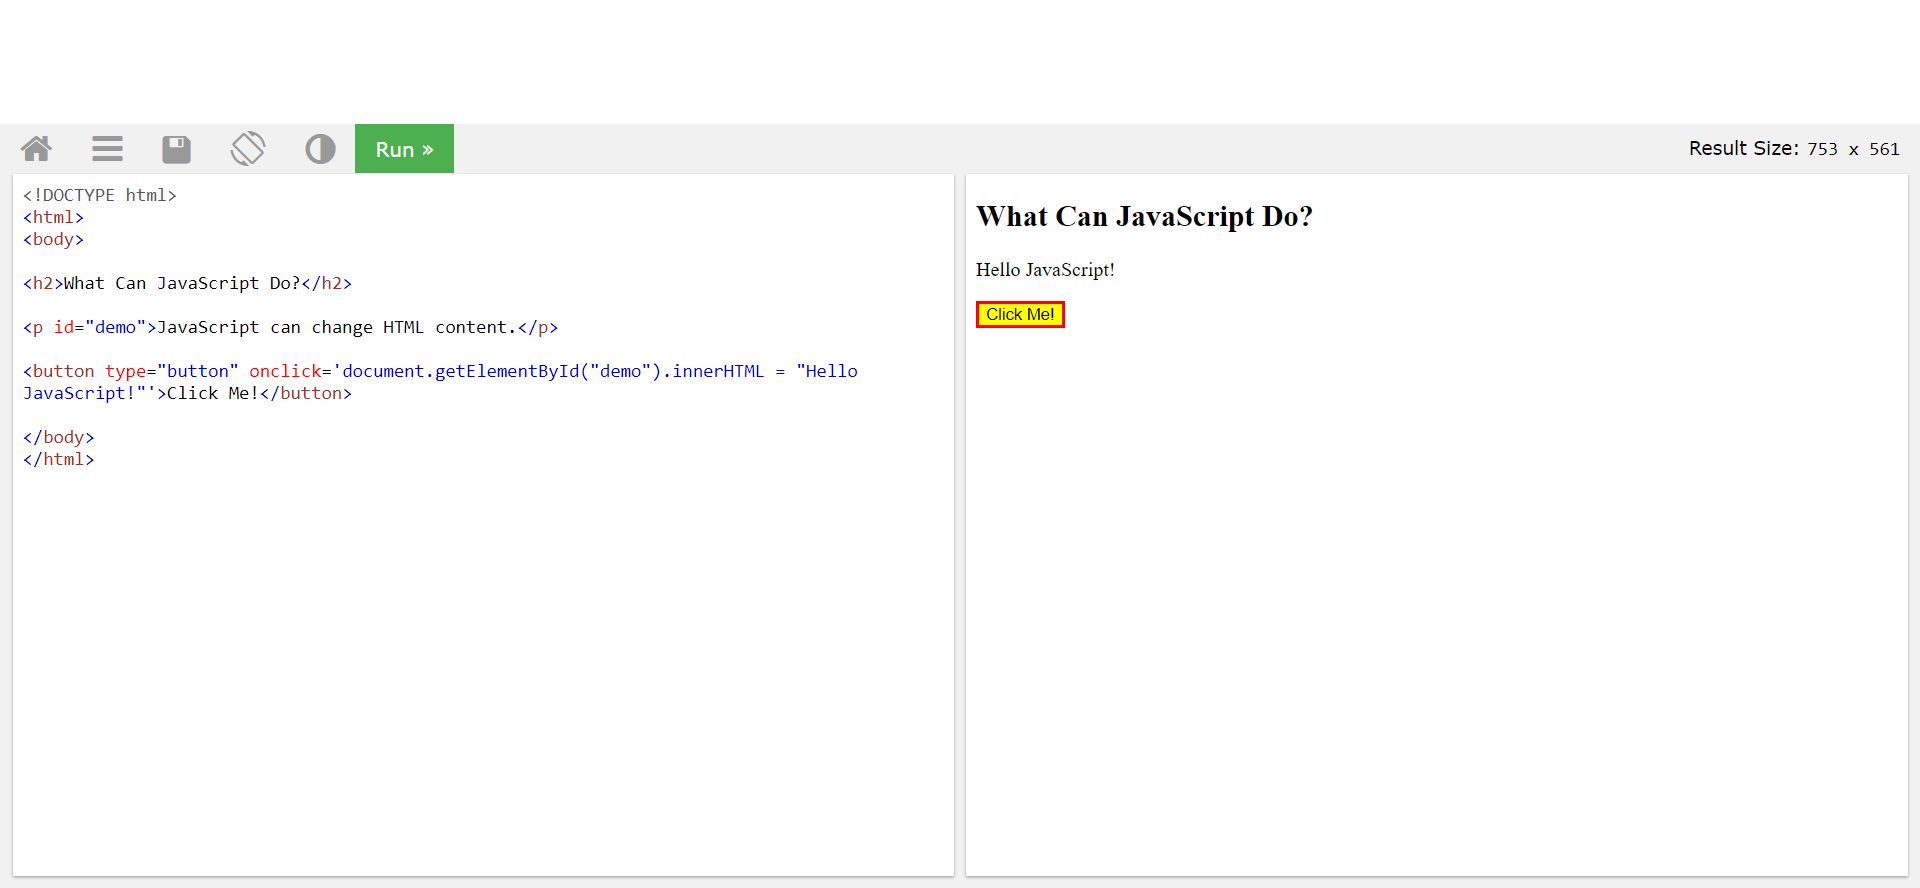 Run »
Result Size: 753 x 561
<!DOCTYPE html>
<html>
<body>
<h2>What Can JavaScript Do?</h2>
<p id="demo">JavaScript can change HTML content.</p>
<button type="button" onclick='document.getElementById("demo").innerHTML = "Hello
JavaScript!"'>Click Me!</button>
</body>
</html>
What Can JavaScript Do?
Hello JavaScript!
Click Me!